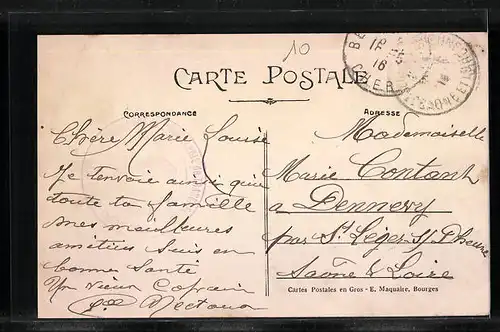 10
CARTE POSTALE
CORRESPONDANCE
ADRESSE
Chère Marie Louise
Je t'envoie ainsi qu'a
toute ta famille
mes meilleures
amitiées suis en
bonne Santé
Un vieux Copain
Mademoiselle
Marie Contant
a Dennevy
par St Léger S/ Dheune
Saône & Loire
Cartes Postales en Gros - E. Maquaire, Bourges